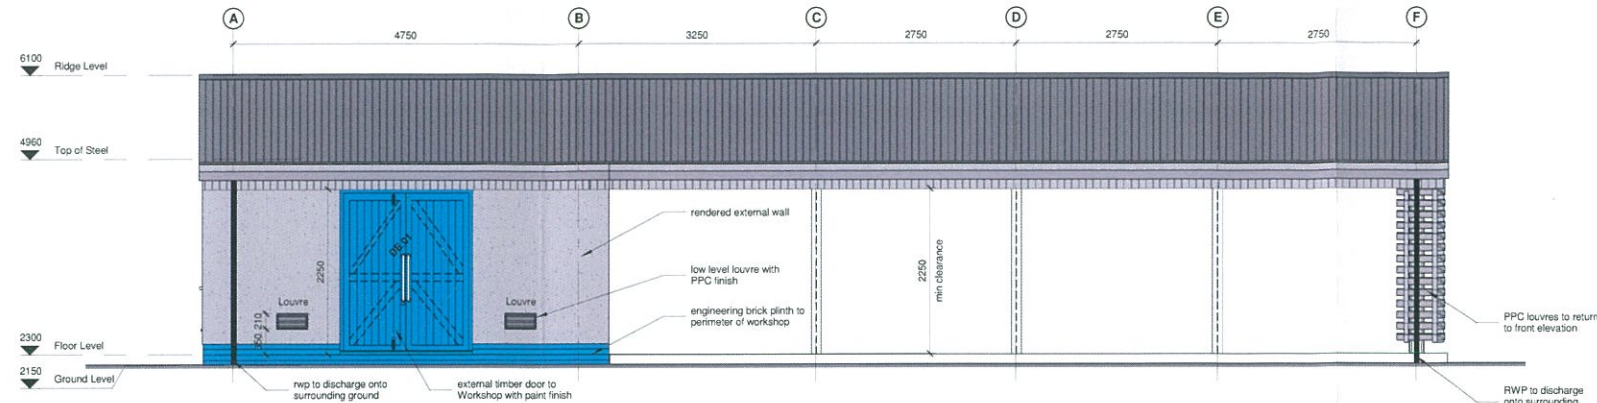 A B C D E F
4750 3250 2750 2750 2750
6100 Ridge Level
4960 Top of Steel
rendered external wall
2250
2250
min clearance
low level louvre with
PPC finish
Louvre
Louvre
210
350
engineering brick plinth to
perimeter of workshop
PPC louvres to return
to front elevation
2300 Floor Level
2150 Ground Level
rwp to discharge onto
surrounding ground
external timber door to
Workshop with paint finish
RWP to discharge
onto surrounding